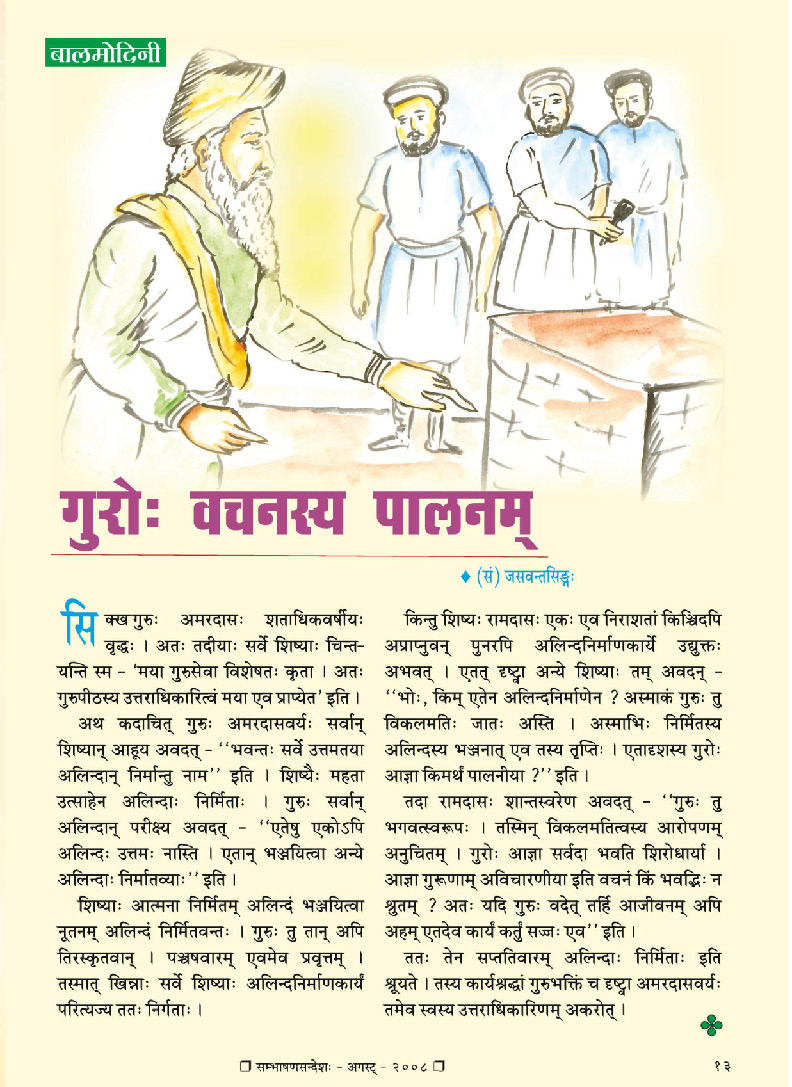 बालमोदिनी
गुरोः वचनस्य पालनम्
♦ (सं) जसवन्तसिङ्गः
सिक्खगुरुः अमरदासः शताधिकवर्षीयः
वृद्धः । अतः तदीयाः सर्वे शिष्याः चिन्त-
यन्ति स्म - ‘मया गुरुसेवा विशेषतः कृता । अतः
गुरुपीठस्य उत्तराधिकारित्वं मया एव प्राप्येत’ इति ।
अथ कदाचित् गुरुः अमरदासवर्यः सर्वान्
शिष्यान् आहूय अवदत् - ‘‘भवन्तः सर्वे उत्तमतया
अलिन्दान् निर्मान्तु नाम’’ इति । शिष्यैः महता
उत्साहेन अलिन्दाः निर्मिताः । गुरुः सर्वान्
अलिन्दान् परीक्ष्य अवदत् - ‘‘एतेषु एकोऽपि
अलिन्दः उत्तमः नास्ति । एतान् भञ्जयित्वा अन्ये
अलिन्दाः निर्मातव्याः’’ इति ।
शिष्याः आत्मना निर्मितम् अलिन्दं भञ्जयित्वा
नूतनम् अलिन्दं निर्मितवन्तः । गुरुः तु तान् अपि
तिरस्कृतवान् । पञ्चषवारम् एवमेव प्रवृत्तम् ।
तस्मात् खिन्नाः सर्वे शिष्याः अलिन्दनिर्माणकार्यं
परित्यज्य ततः निर्गताः ।
किन्तु शिष्यः रामदासः एकः एव निराशतां किञ्चिदपि
अप्राप्नुवन् पुनरपि अलिन्दनिर्माणकार्ये उद्युक्तः
अभवत् । एतत् दृष्ट्वा अन्ये शिष्याः तम् अवदन् -
‘‘भोः, किम् एतेन अलिन्दनिर्माणेन ? अस्माकं गुरुः तु
विकलमतिः जातः अस्ति । अस्माभिः निर्मितस्य
अलिन्दस्य भञ्जनात् एव तस्य तृप्तिः । एतादृशस्य गुरोः
आज्ञा किमर्थं पालनीया ?’’ इति ।
तदा रामदासः शान्तस्वरेण अवदत् - ‘‘गुरुः तु
भगवत्स्वरूपः । तस्मिन् विकलमतित्वस्य आरोपणम्
अनुचितम् । गुरोः आज्ञा सर्वदा भवति शिरोधार्या ।
आज्ञा गुरूणाम् अविचारणीया इति वचनं किं भवद्भिः न
श्रुतम् ? अतः यदि गुरुः वदेत् तर्हि आजीवनम् अपि
अहम् एतदेव कार्यं कर्तुं सज्जः एव’’ इति ।
ततः तेन सप्ततिवारम् अलिन्दाः निर्मिताः इति
श्रूयते । तस्य कार्यश्रद्धां गुरुभक्तिं च दृष्ट्वा अमरदासवर्यः
तमेव स्वस्य उत्तराधिकारिणम् अकरोत् ।
❐ सम्भाषणसन्देशः - अगस्ट् - २००८ ❐
१३